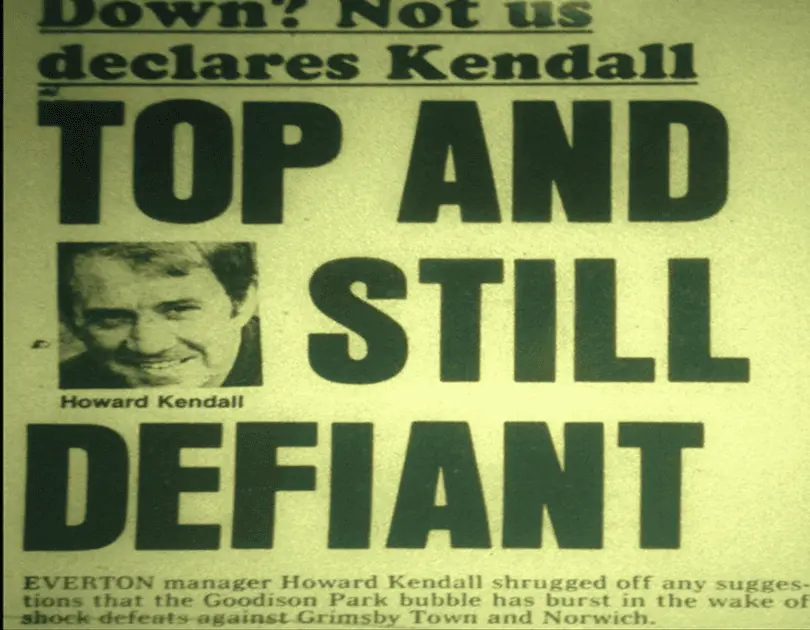 Down? Not us
declares Kendall
TOP AND
STILL
Howard Kendall
DEFIANT
EVERTON manager Howard Kendall shrugged off any sugges-
tions that the Goodison Park bubble has burst in the wake of
shock defeats against Grimsby Town and Norwich.